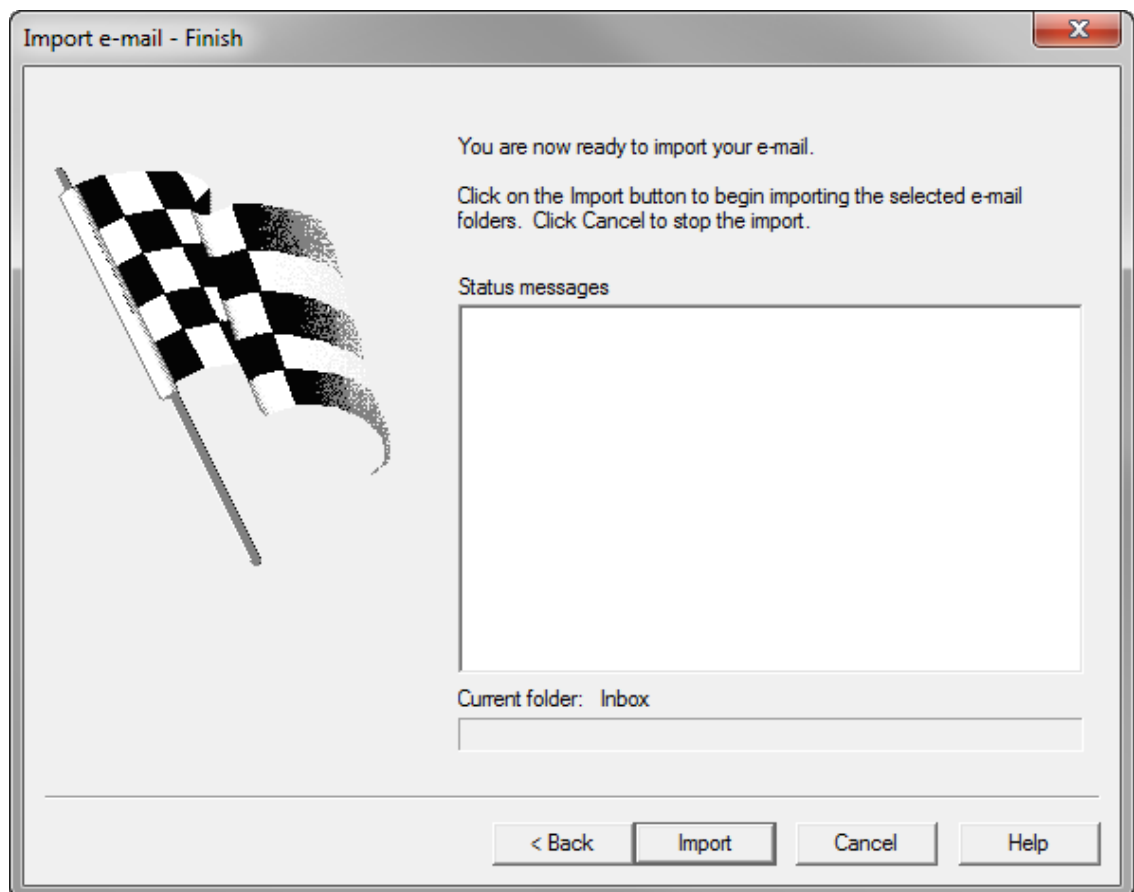 Import e-mail - Finish
You are now ready to import your e-mail.
Click on the Import button to begin importing the selected e-mail
folders.  Click Cancel to stop the import.
Status messages
Current folder:   Inbox
< Back
Import
Cancel
Help